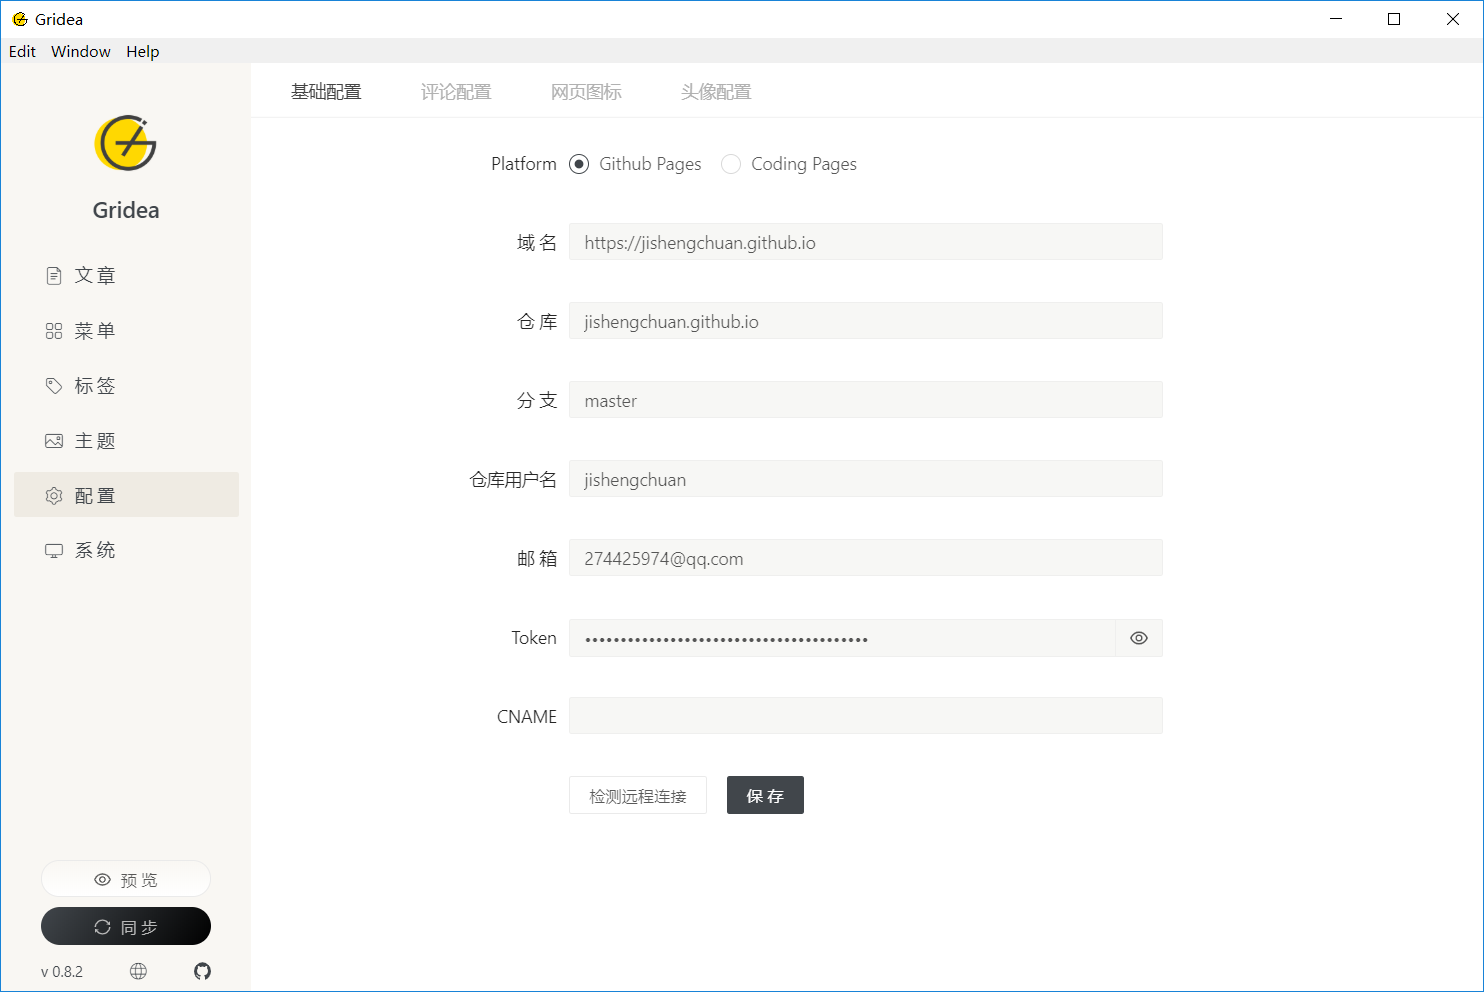 Gridea
Edit Window Help
Gridea
文章
菜单
标签
主题
配置
系统
预览
同步
v 0.8.2
基础配置 评论配置 网页图标 头像配置
Platform Github Pages Coding Pages
域名 https://jishengchuan.github.io
仓库 jishengchuan.github.io
分支 master
仓库用户名 jishengchuan
邮箱 274425974@qq.com
Token ••••••••••••••••••••••••••••••••••••••••
CNAME
检测远程连接 保存